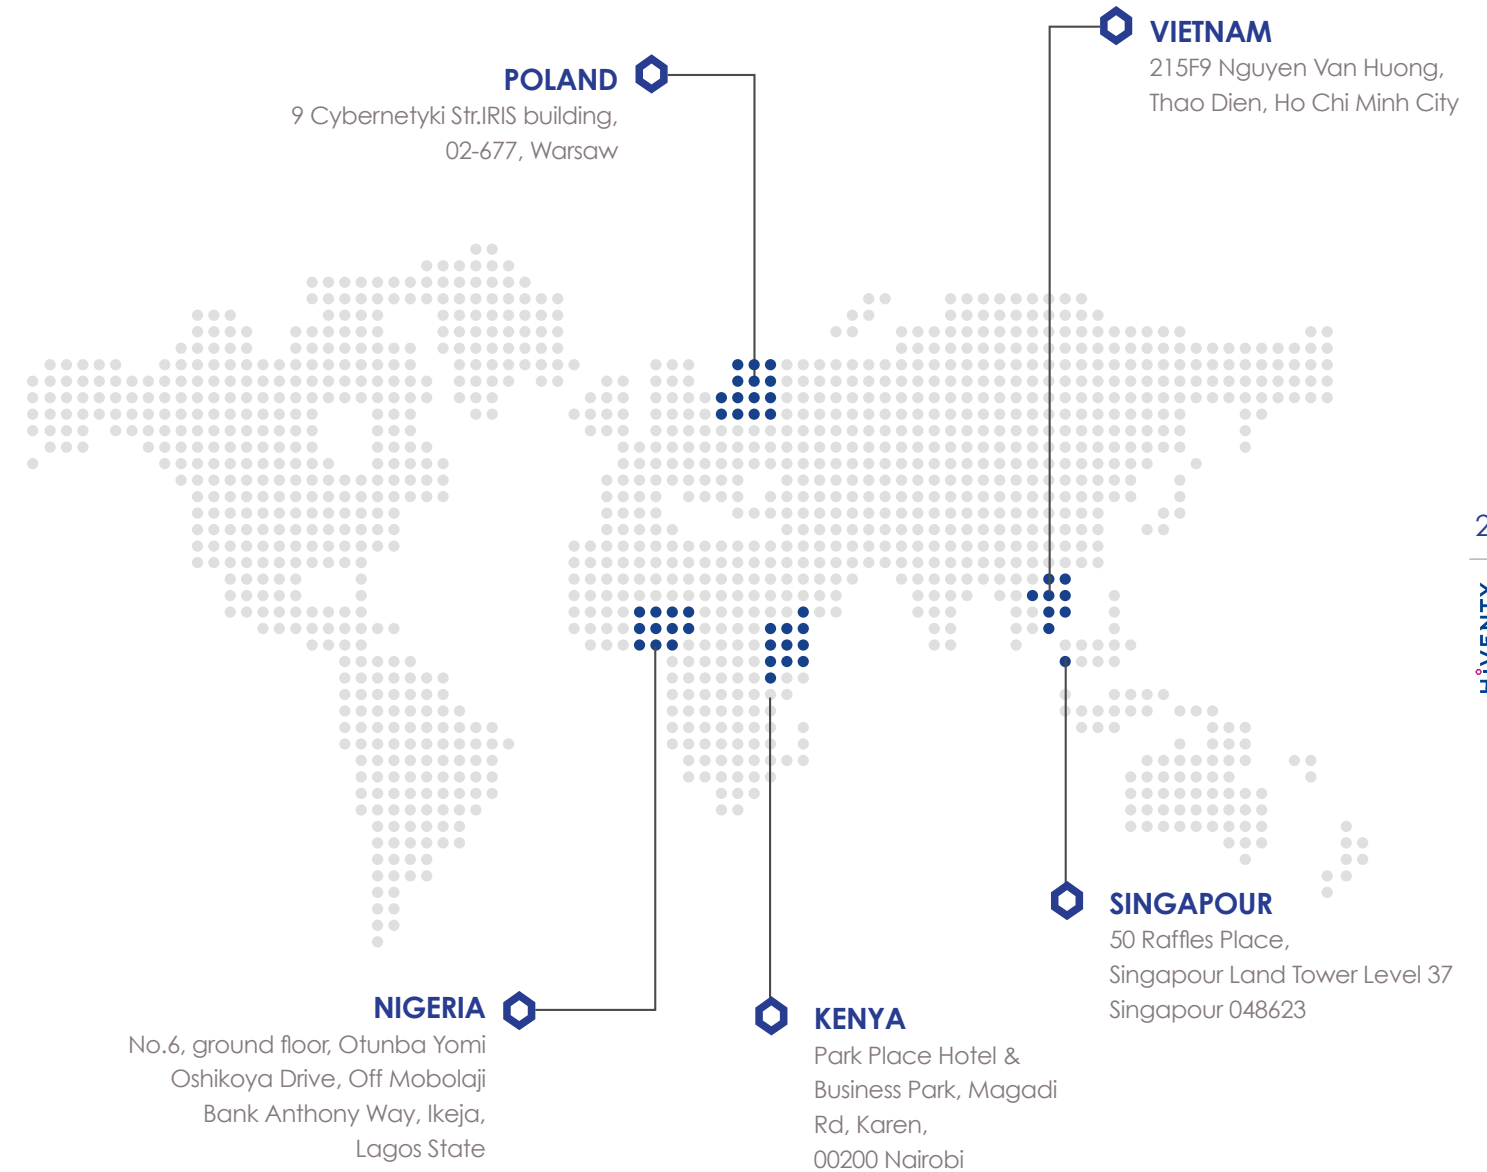 VIETNAM
215F9 Nguyen Van Huong,
Thao Dien, Ho Chi Minh City
POLAND
9 Cybernetyki Str.IRIS building,
02-677, Warsaw
2
SINGAPOUR
50 Raffles Place,
Singapour Land Tower Level 37
Singapour 048623
NIGERIA
No.6, ground floor, Otunba Yomi
Oshikoya Drive, Off Mobolaji
Bank Anthony Way, Ikeja,
Lagos State
KENYA
Park Place Hotel &
Business Park, Magadi
Rd, Karen,
00200 Nairobi